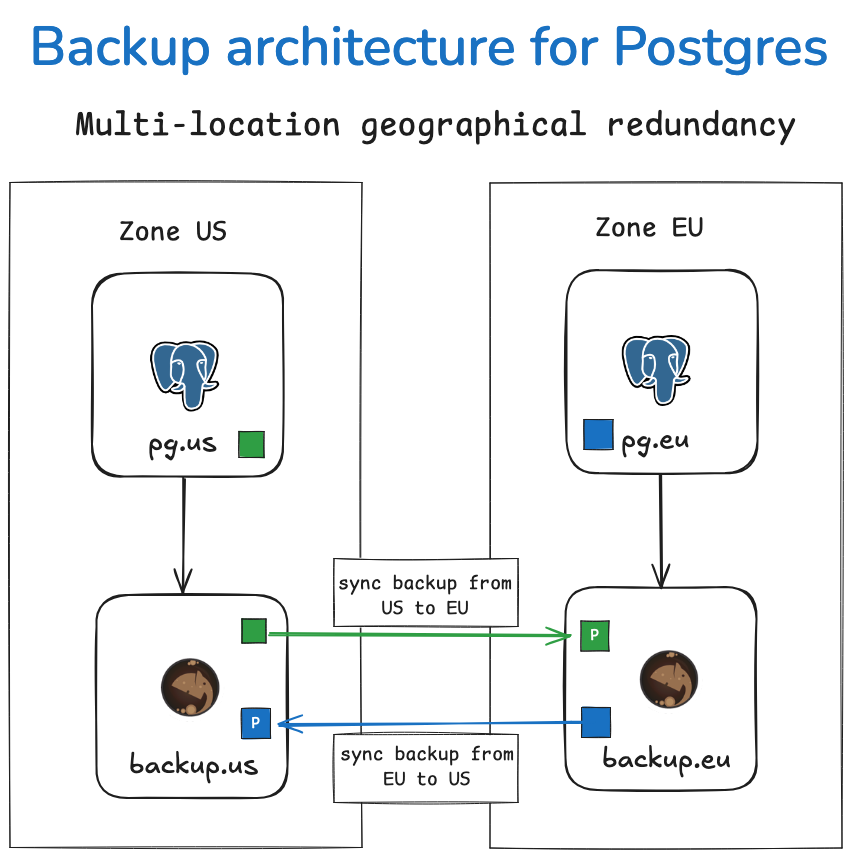 Backup architecture for Postgres
Multi-location geographical redundancy
Zone US
Zone EU
pg.us
pg.eu
sync backup from
US to EU
P
P
sync backup from
EU to US
backup.us
backup.eu